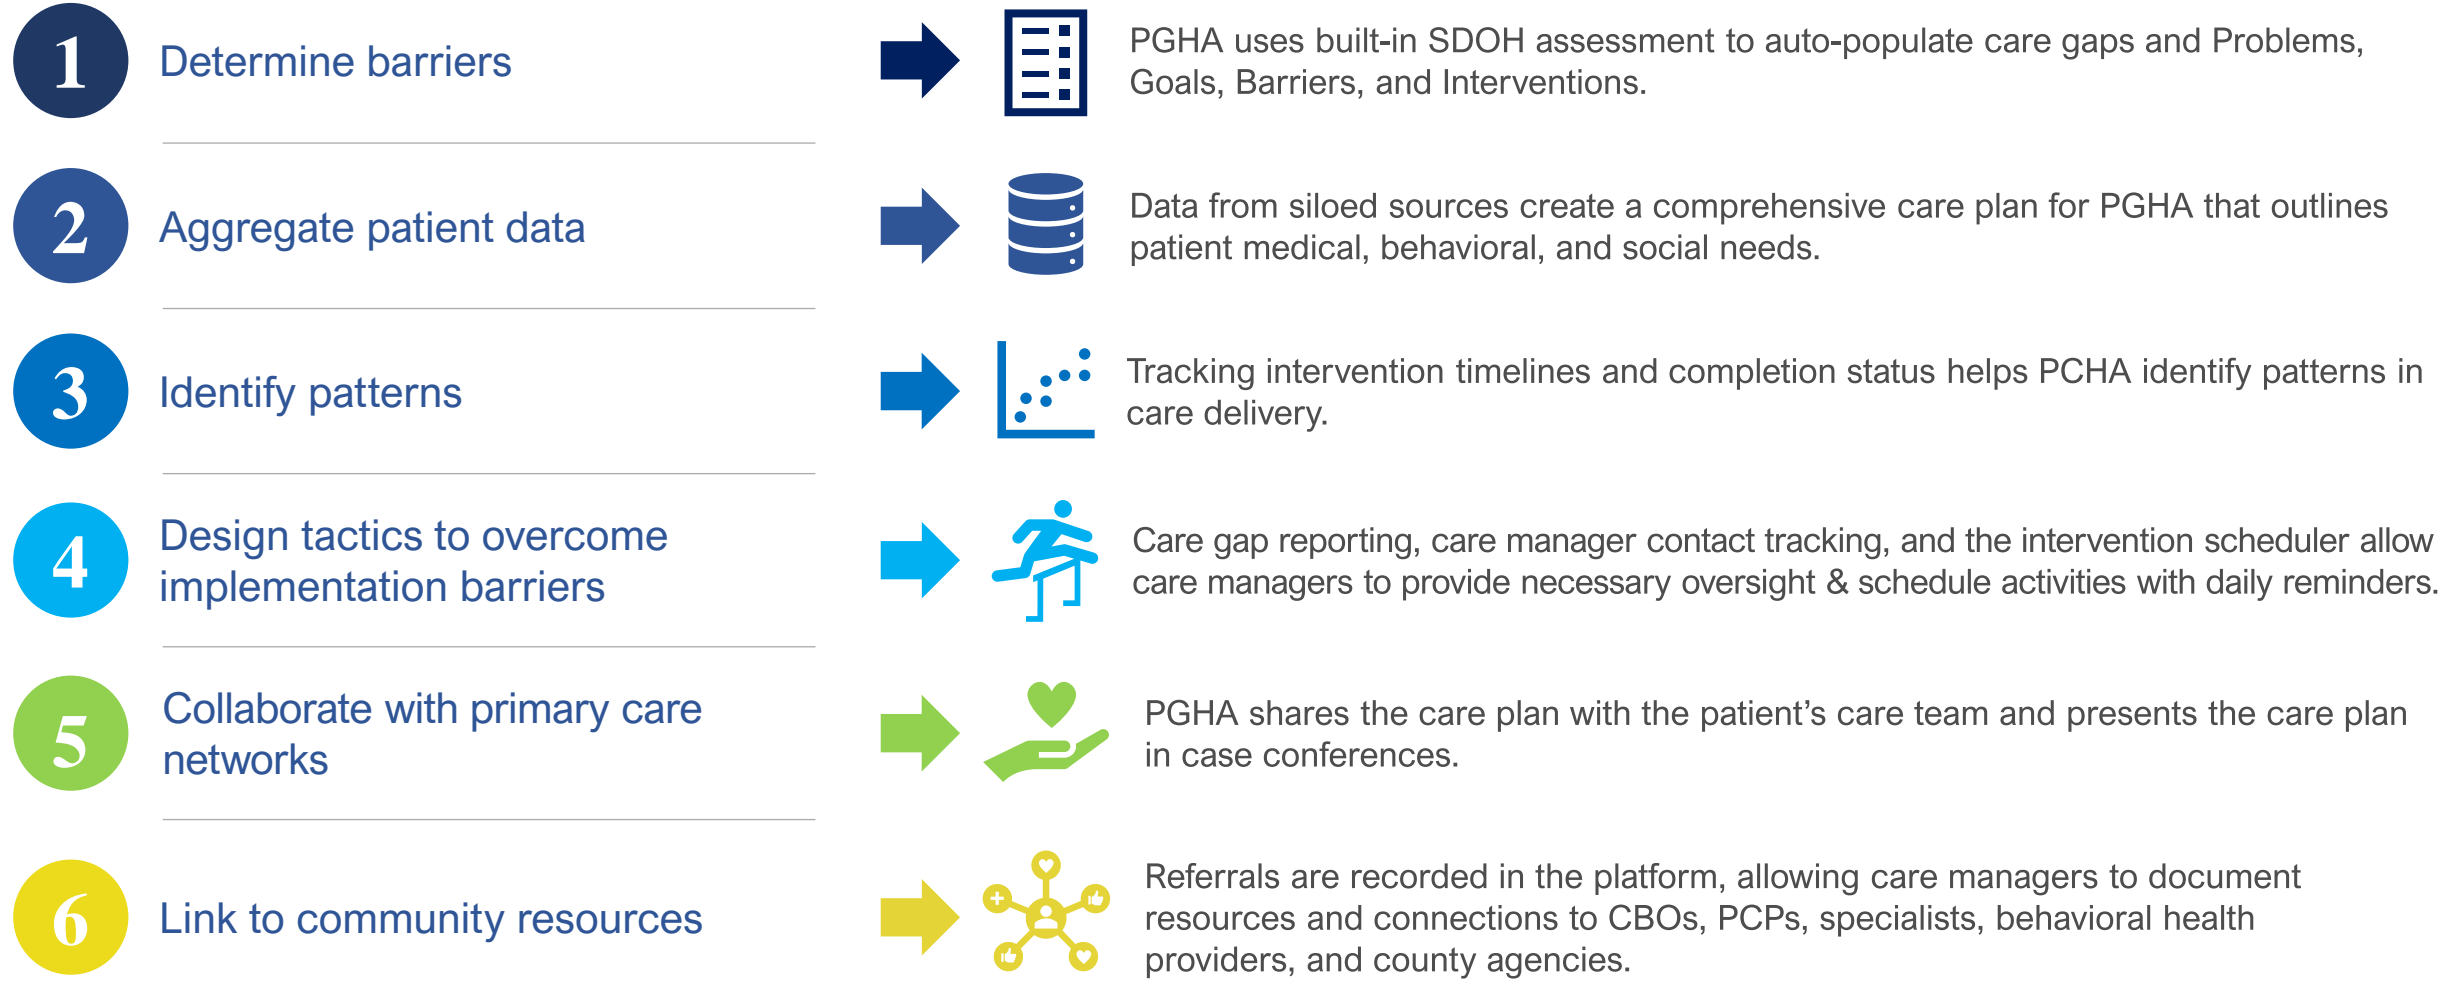 1
Determine barriers
PGHA uses built-in SDOH assessment to auto-populate care gaps and Problems,
Goals, Barriers, and Interventions.
2
Aggregate patient data
Data from siloed sources create a comprehensive care plan for PGHA that outlines
patient medical, behavioral, and social needs.
3
Identify patterns
Tracking intervention timelines and completion status helps PCHA identify patterns in
care delivery.
4
Design tactics to overcome
implementation barriers
Care gap reporting, care manager contact tracking, and the intervention scheduler allow
care managers to provide necessary oversight & schedule activities with daily reminders.
5
Collaborate with primary care
networks
PGHA shares the care plan with the patient’s care team and presents the care plan
in case conferences.
6
Link to community resources
Referrals are recorded in the platform, allowing care managers to document
resources and connections to CBOs, PCPs, specialists, behavioral health
providers, and county agencies.